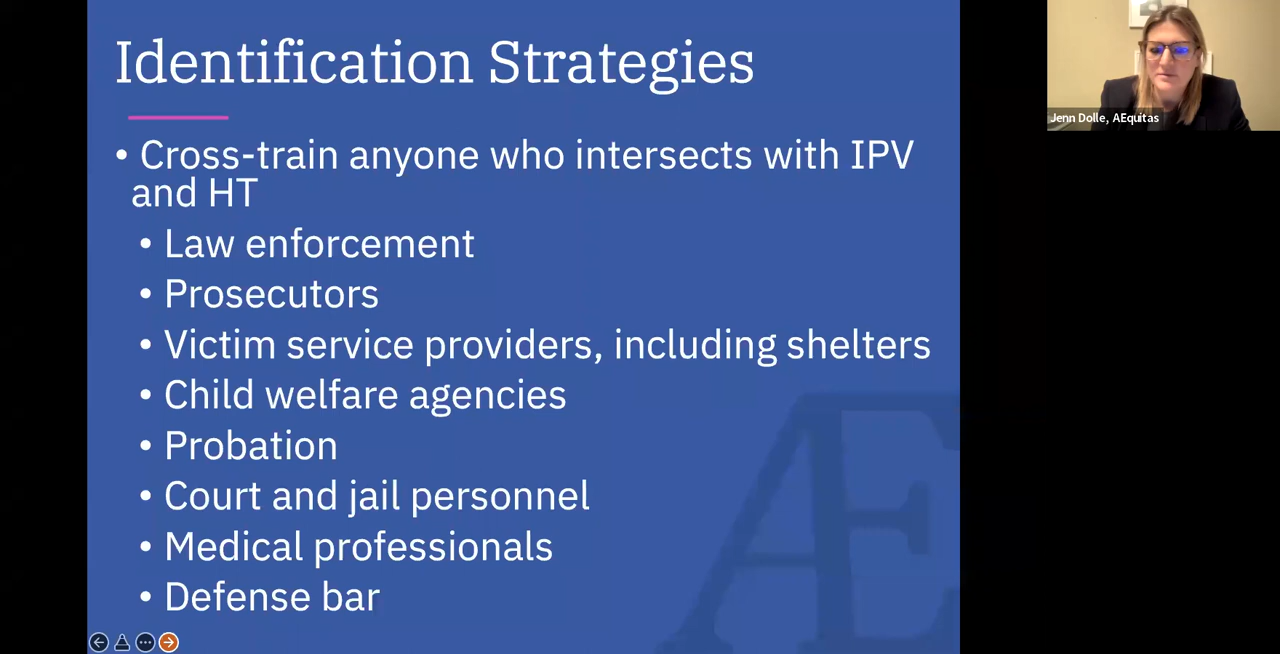 Identification Strategies
• Cross-train anyone who intersects with IPV
and HT
• Law enforcement
• Prosecutors
• Victim service providers, including shelters
• Child welfare agencies
• Probation
• Court and jail personnel
• Medical professionals
• Defense bar
Æ
Jenn Dolle, AEquitas